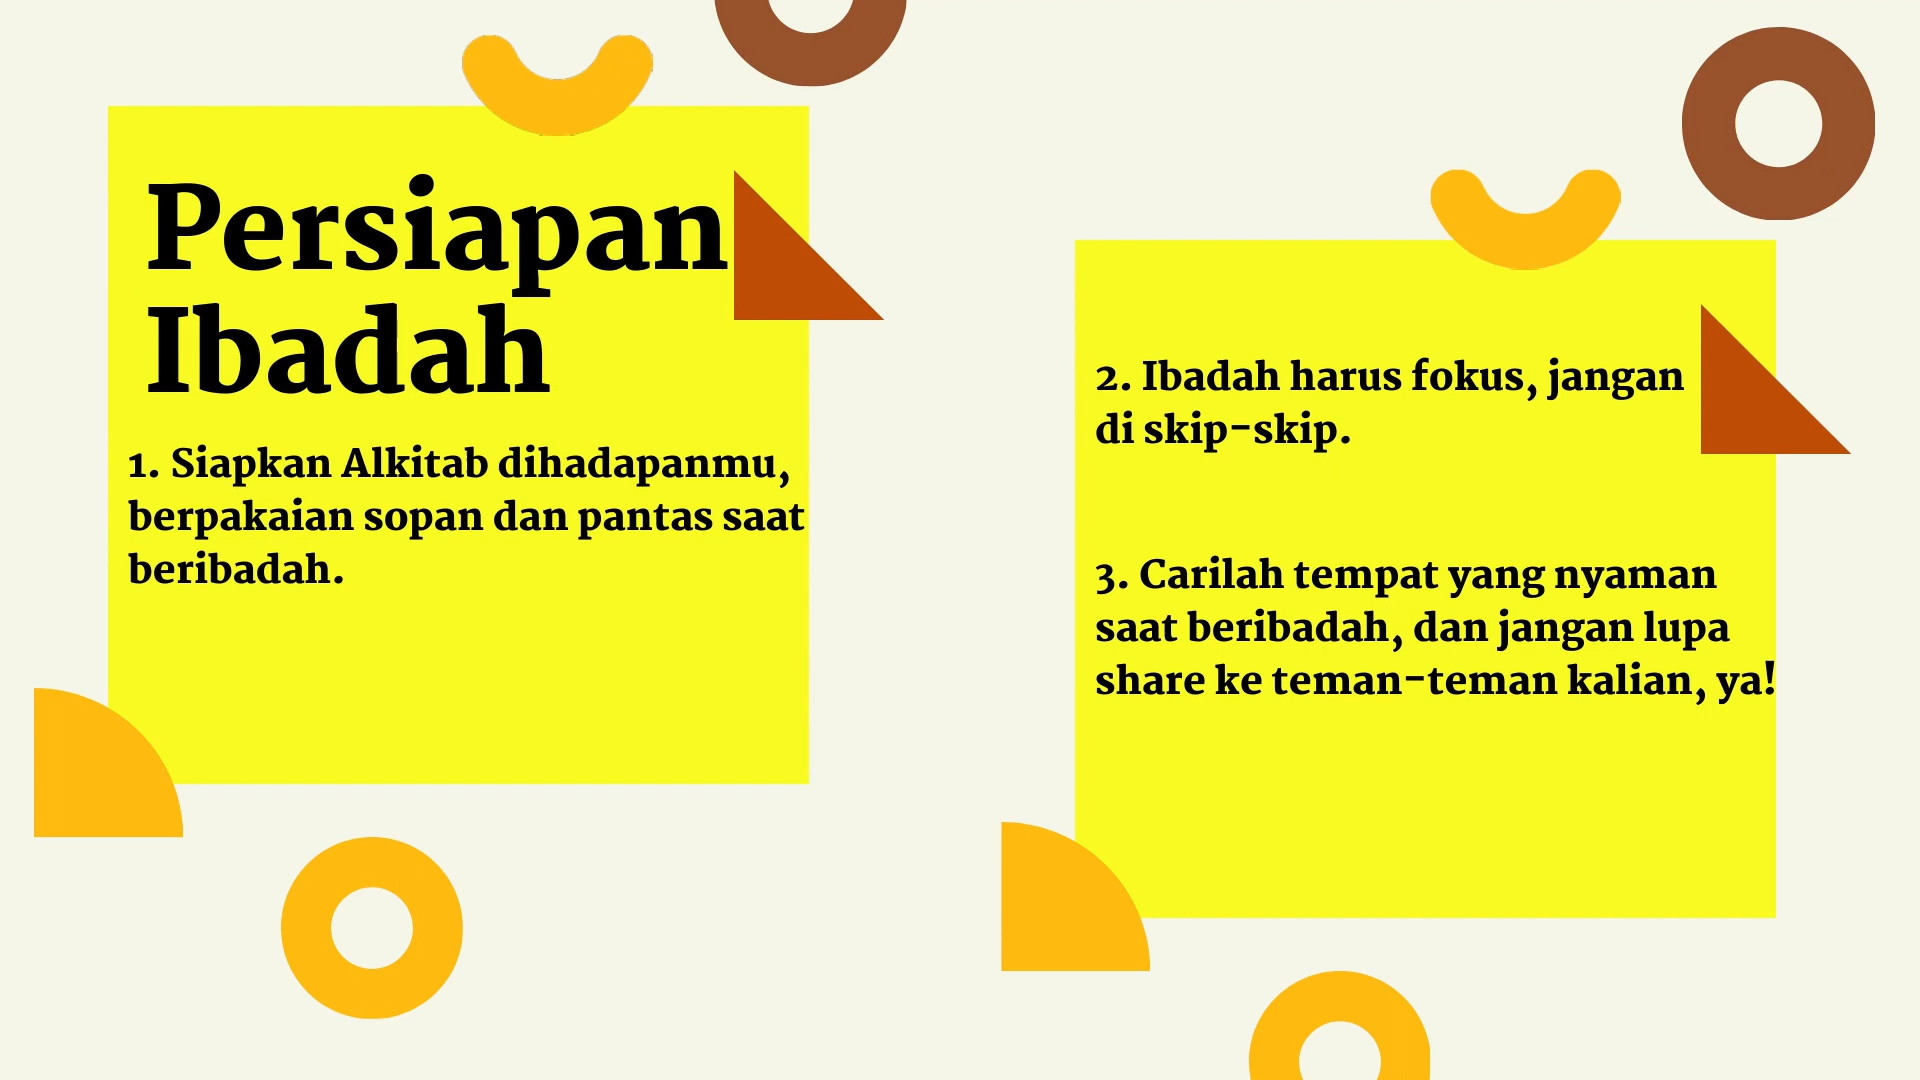 Persiapan
Ibadah
1. Siapkan Alkitab dihadapanmu,
berpakaian sopan dan pantas saat
beribadah.
2. Ibadah harus fokus, jangan
di skip-skip.
3. Carilah tempat yang nyaman
saat beribadah, dan jangan lupa
share ke teman-teman kalian, ya!